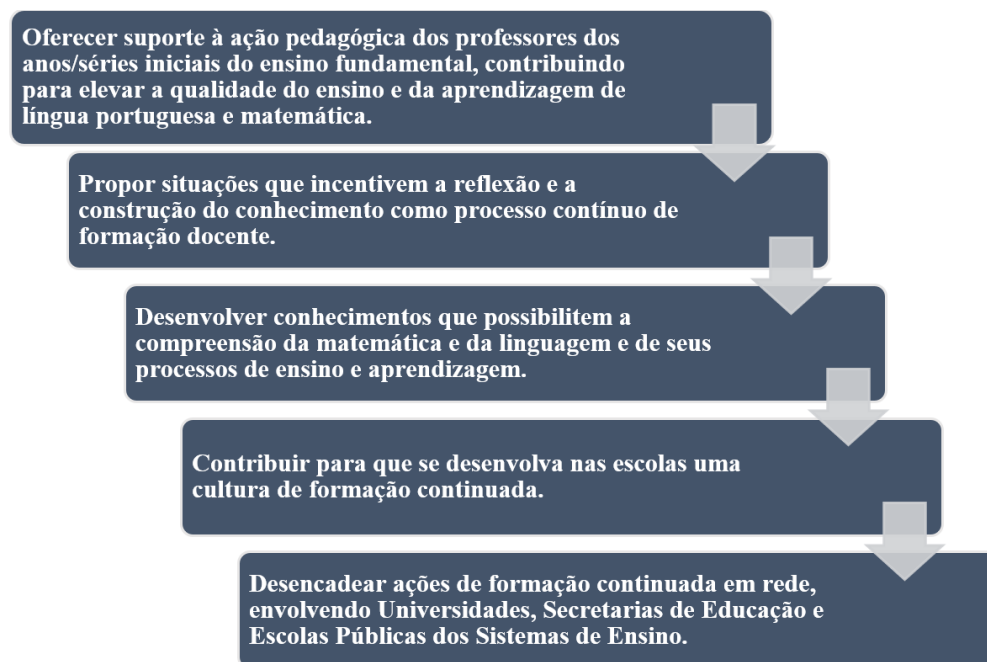 Oferecer suporte à ação pedagógica dos professores dos
anos/séries iniciais do ensino fundamental, contribuindo
para elevar a qualidade do ensino e da aprendizagem de
língua portuguesa e matemática.
Propor situações que incentivem a reflexão e a
construção do conhecimento como processo contínuo de
formação docente.
Desenvolver conhecimentos que possibilitem a
compreensão da matemática e da linguagem e de seus
processos de ensino e aprendizagem.
Contribuir para que se desenvolva nas escolas uma
cultura de formação continuada.
Desencadear ações de formação continuada em rede,
envolvendo Universidades, Secretarias de Educação e
Escolas Públicas dos Sistemas de Ensino.